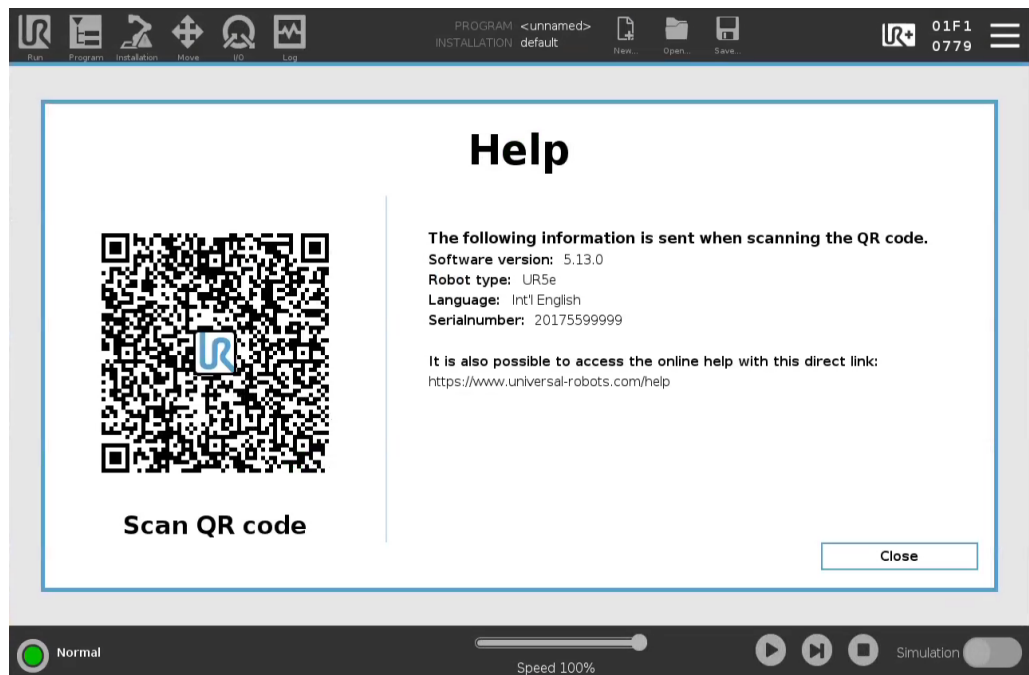 PROGRAM <unnamed>
INSTALLATION default
Run
Program
Installation
Move
I/O
Log
New...
Open...
Save...
UR+
01F1
0779
Help
The following information is sent when scanning the QR code.
Software version: 5.13.0
Robot type: UR5e
Language: Int'l English
Serialnumber: 20175599999
It is also possible to access the online help with this direct link:
https://www.universal-robots.com/help
UR
Scan QR code
Close
Normal
Speed 100%
Simulation